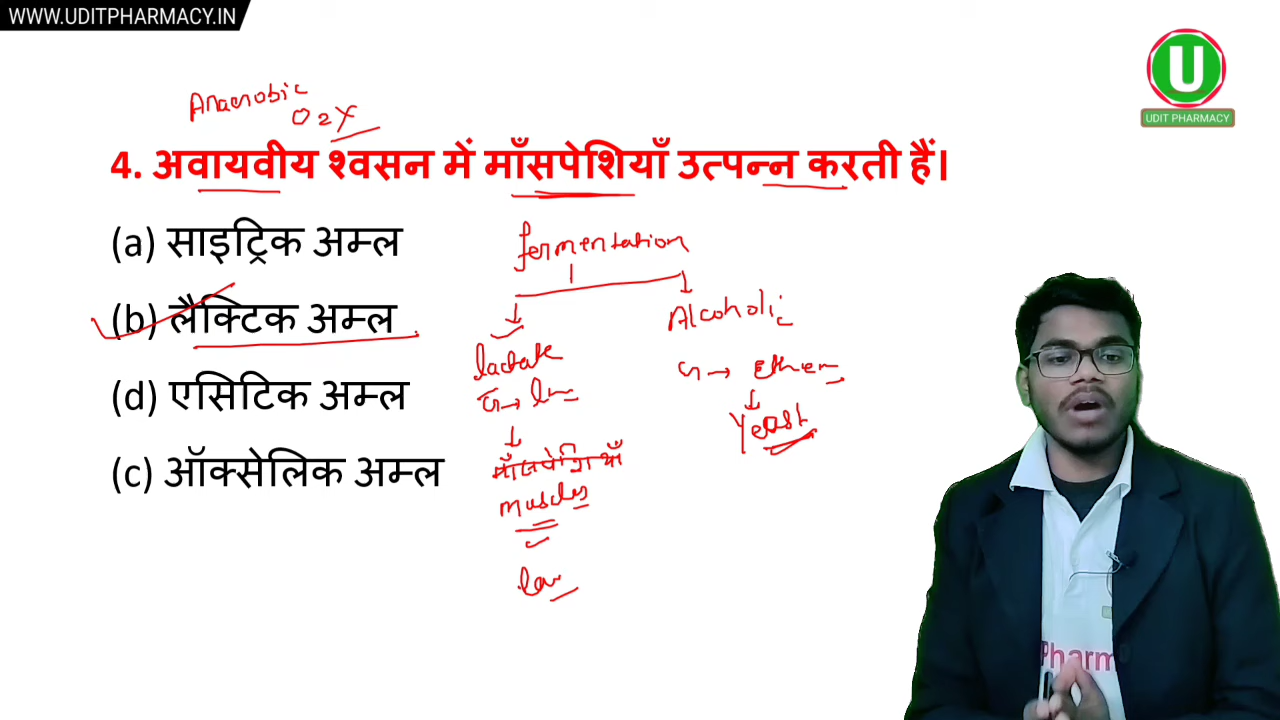 WWW.UDITPHARMACY.IN
U
UDIT PHARMACY
Anaerobic
O2 X
4. अवायवीय श्वसन में माँसपेशियाँ उत्पन्न करती हैं।
(a) साइट्रिक अम्ल
(b) लैक्टिक अम्ल
(d) एसिटिक अम्ल
(c) ऑक्सेलिक अम्ल
fermentation
lactate
Alcoholic
Yeast
माँसपेशियाँ
muscles
Pharm